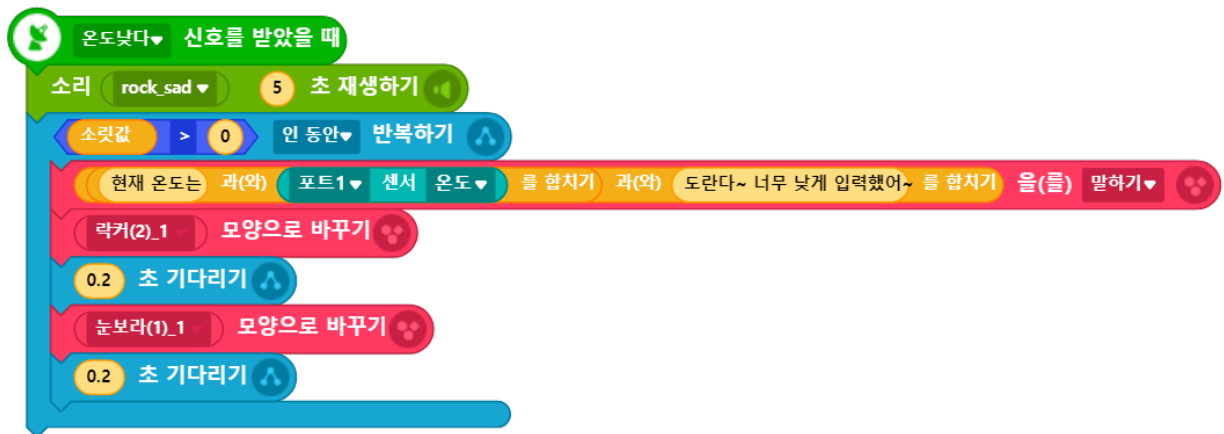 온도낮다 신호를 받았을 때
소리 rock_sad 5 초 재생하기
소릿값 > 0 인 동안 반복하기
현재 온도는 과(와) 포트1 센서 온도 를 합치기 과(와) 도란다~ 너무 낮게 입력했어~ 를 합치기 을(를) 말하기
락커(2)_1 모양으로 바꾸기
0.2 초 기다리기
눈보라(1)_1 모양으로 바꾸기
0.2 초 기다리기